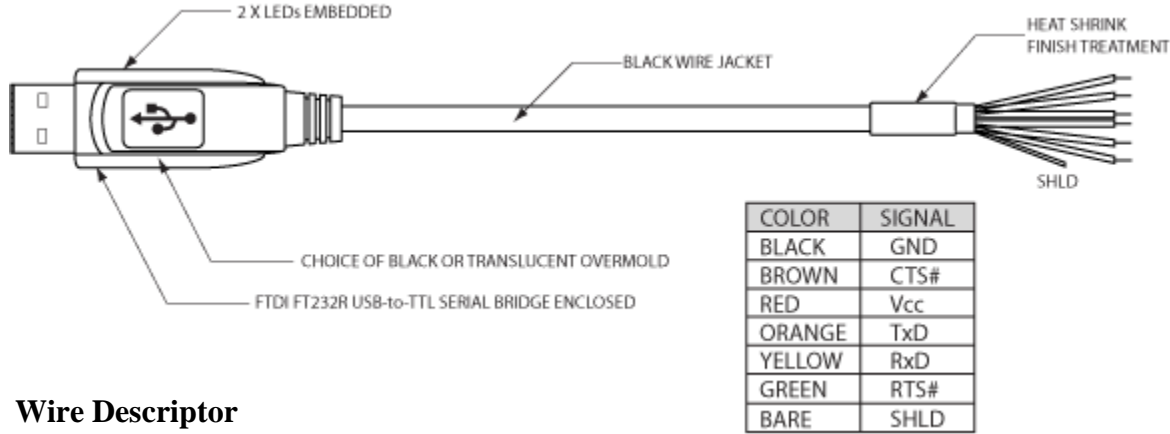 2 X LEDs EMBEDDED
HEAT SHRINK
FINISH TREATMENT
BLACK WIRE JACKET
SHLD
CHOICE OF BLACK OR TRANSLUCENT OVERMOLD
FTDI FT232R USB-to-TTL SERIAL BRIDGE ENCLOSED
COLOR SIGNAL
BLACK GND
BROWN CTS#
RED Vcc
ORANGE TxD
YELLOW RxD
GREEN RTS#
BARE SHLD
Wire Descriptor